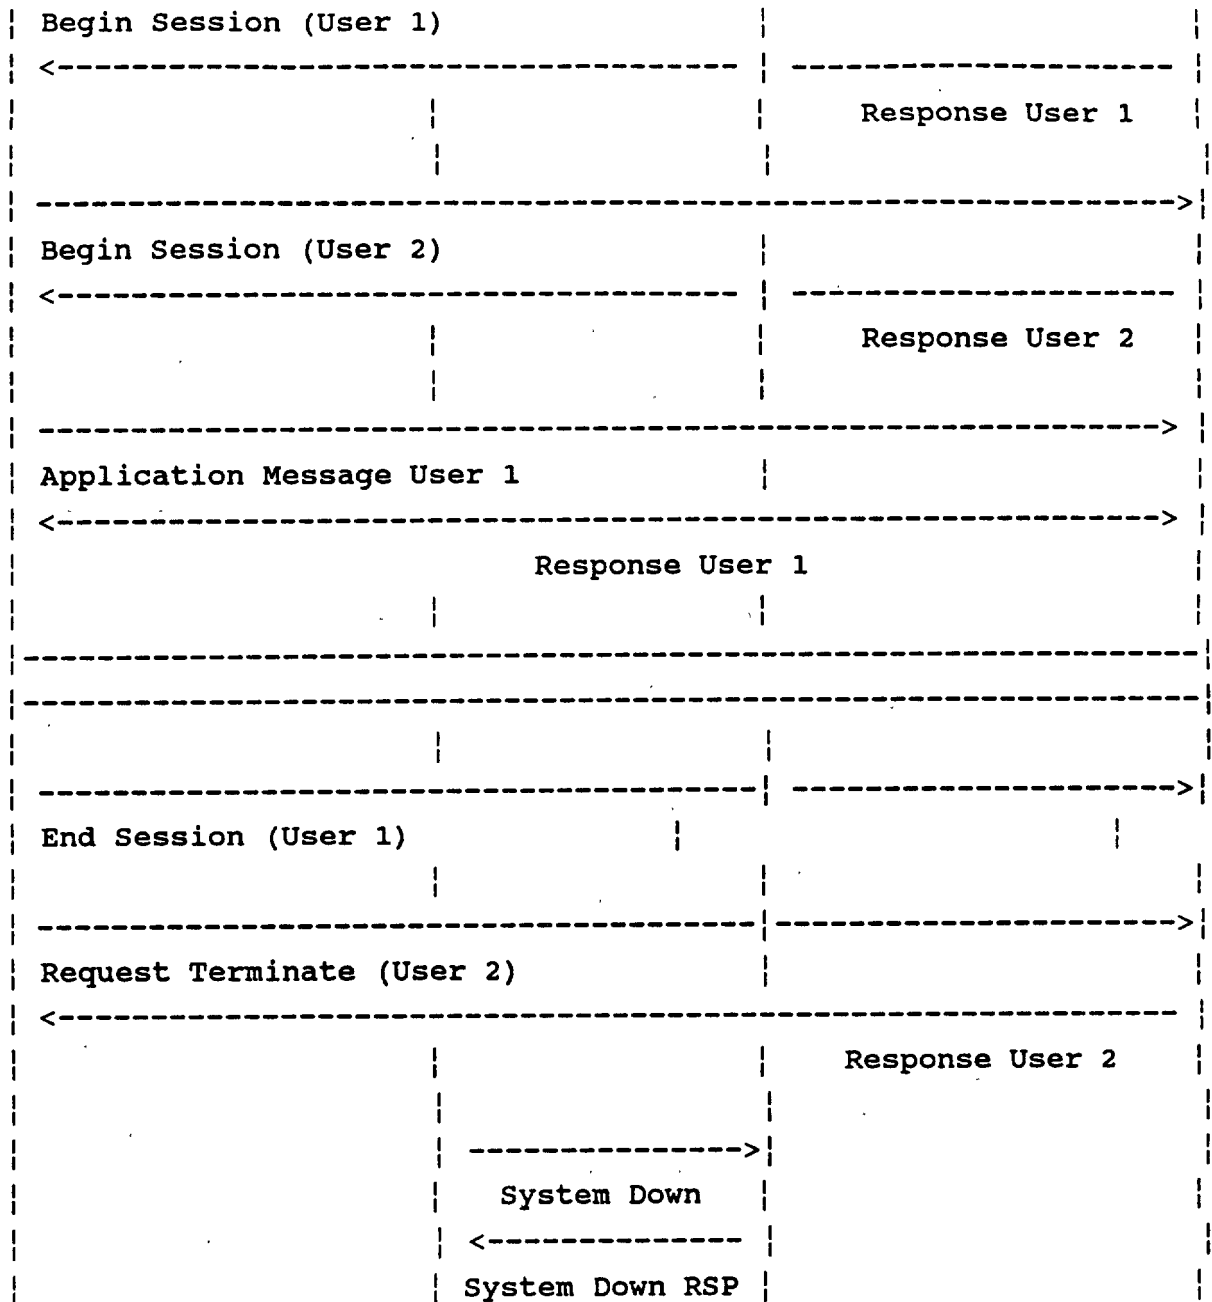 Begin Session (User 1)
Response User 1
Begin Session (User 2)
Response User 2
Application Message User 1
Response User 1
End Session (User 1)
Request Terminate (User 2)
Response User 2
System Down
System Down RSP